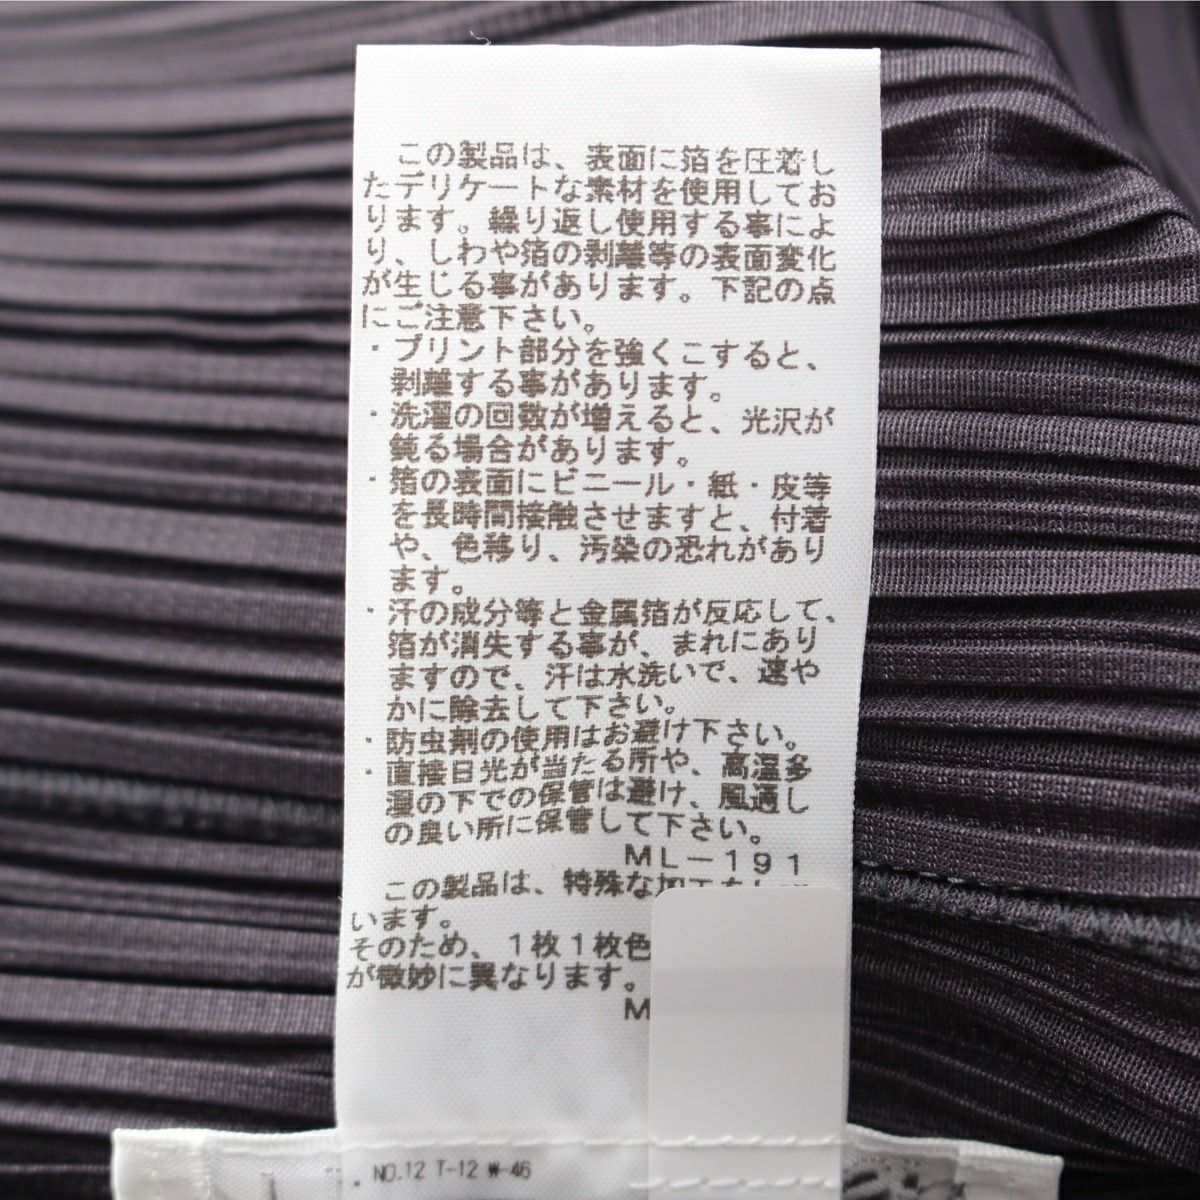 この製品は、表面に箔を圧着し
たデリケートな素材を使用してお
ります。繰り返し使用する事によ
り、しわや箔の剥離等の表面変化
が生じる事があります。下記の点
にご注意下さい。
・プリント部分を強くこすると、
剥離する事があります。
・洗濯の回数が増えると、光沢が
鈍る場合があります。
・箔の表面にビニール・紙・皮等
を長時間接触させますと、付着
や、色移り、汚染の恐れがあり
ます。
・汗の成分等と金属箔が反応して、
箔が消失する事が、まれにあり
ますので、汗は水洗いで、速や
かに除去して下さい。
・防虫剤の使用はお避け下さい。
・直接日光が当たる所や、高温多
湿の下での保管は避け、風通し
の良い所に保管して下さい。
ML-191
この製品は、特殊な加工をして
います。
そのため、1枚1枚色
が微妙に異なります。
M
NO.12 T-12 W-46